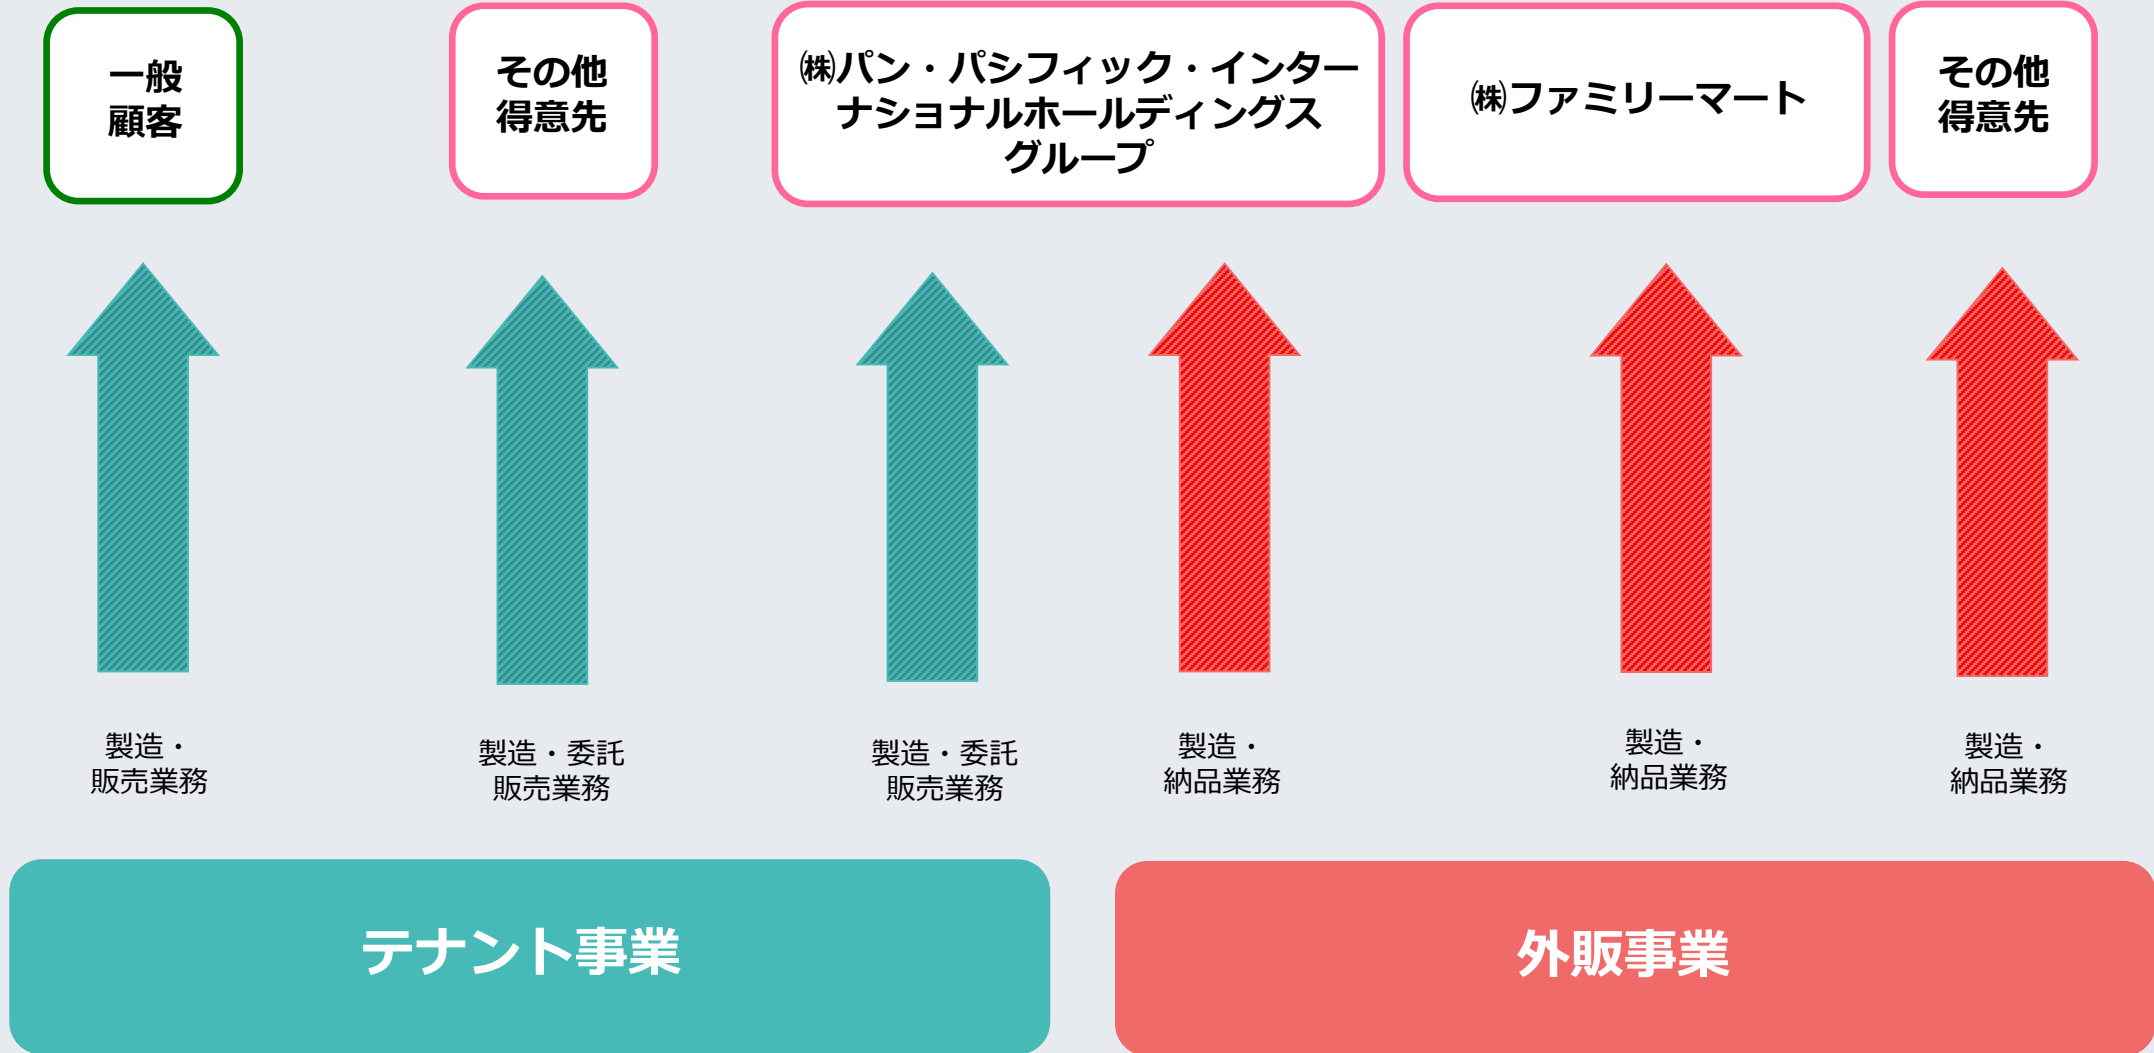 一般
顧客
その他
得意先
㈱パン・パシフィック・インター
ナショナルホールディングス
グループ
㈱ファミリーマート
その他
得意先
製造・
販売業務
製造・委託
販売業務
製造・委託
販売業務
製造・
納品業務
製造・
納品業務
製造・
納品業務
テナント事業
外販事業